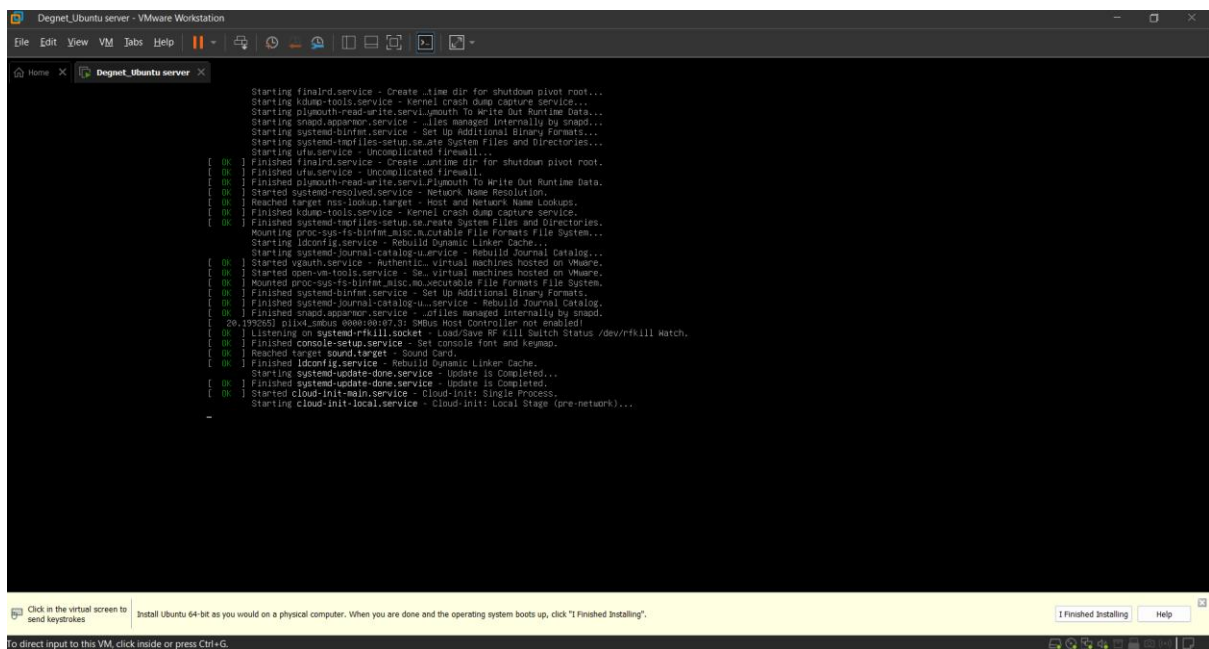 Degnet_Ubuntu server - VMware Workstation
File Edit View VM Tabs Help
Home Degnet_Ubuntu server
Starting finalrd.service - Create …time dir for shutdown pivot root...
Starting kdump-tools.service - Kernel crash dump capture service...
Starting plymouth-read-write.servi…ymouth To Write Out Runtime Data...
Starting snapd.apparmor.service - …iles managed internally by snapd...
Starting systemd-binfmt.service - Set Up Additional Binary Formats...
Starting systemd-tmpfiles-setup.se…ate System Files and Directories...
Starting ufw.service - Uncomplicated firewall...
[ OK ] Finished finalrd.service - Create …untime dir for shutdown pivot root.
[ OK ] Finished ufw.service - Uncomplicated firewall.
[ OK ] Finished plymouth-read-write.servi…Plymouth To Write Out Runtime Data.
[ OK ] Started systemd-resolved.service - Network Name Resolution.
[ OK ] Reached target nss-lookup.target - Host and Network Name Lookups.
[ OK ] Finished kdump-tools.service - Kernel crash dump capture service.
[ OK ] Finished systemd-tmpfiles-setup.se…reate System Files and Directories.
Mounting proc-sys-fs-binfmt_misc.m…cutable File Formats File System...
Starting ldconfig.service - Rebuild Dynamic Linker Cache...
Starting systemd-journal-catalog-u…ervice - Rebuild Journal Catalog...
[ OK ] Started vgauth.service - Authentic… virtual machines hosted on VMware.
[ OK ] Started open-vm-tools.service - Se… virtual machines hosted on VMware.
[ OK ] Mounted proc-sys-fs-binfmt_misc.mo…xecutable File Formats File System.
[ OK ] Finished systemd-binfmt.service - Set Up Additional Binary Formats.
[ OK ] Finished systemd-journal-catalog-u….service - Rebuild Journal Catalog.
[ OK ] Finished snapd.apparmor.service - …ofiles managed internally by snapd.
[ 20.199265] piix4_smbus 0000:00:07.3: SMBus Host Controller not enabled!
[ OK ] Listening on systemd-rfkill.socket - Load/Save RF Kill Switch Status /dev/rfkill Watch.
[ OK ] Finished console-setup.service - Set console font and keymap.
[ OK ] Reached target sound.target - Sound Card.
[ OK ] Finished ldconfig.service - Rebuild Dynamic Linker Cache.
Starting systemd-update-done.service - Update is Completed...
[ OK ] Finished systemd-update-done.service - Update is Completed.
[ OK ] Started cloud-init-main.service - Cloud-init: Single Process.
Starting cloud-init-local.service - Cloud-init: Local Stage (pre-network)...
Click in the virtual screen to
send keystrokes
Install Ubuntu 64-bit as you would on a physical computer. When you are done and the operating system boots up, click "I Finished Installing".
I Finished Installing Help
To direct input to this VM, click inside or press Ctrl+G.